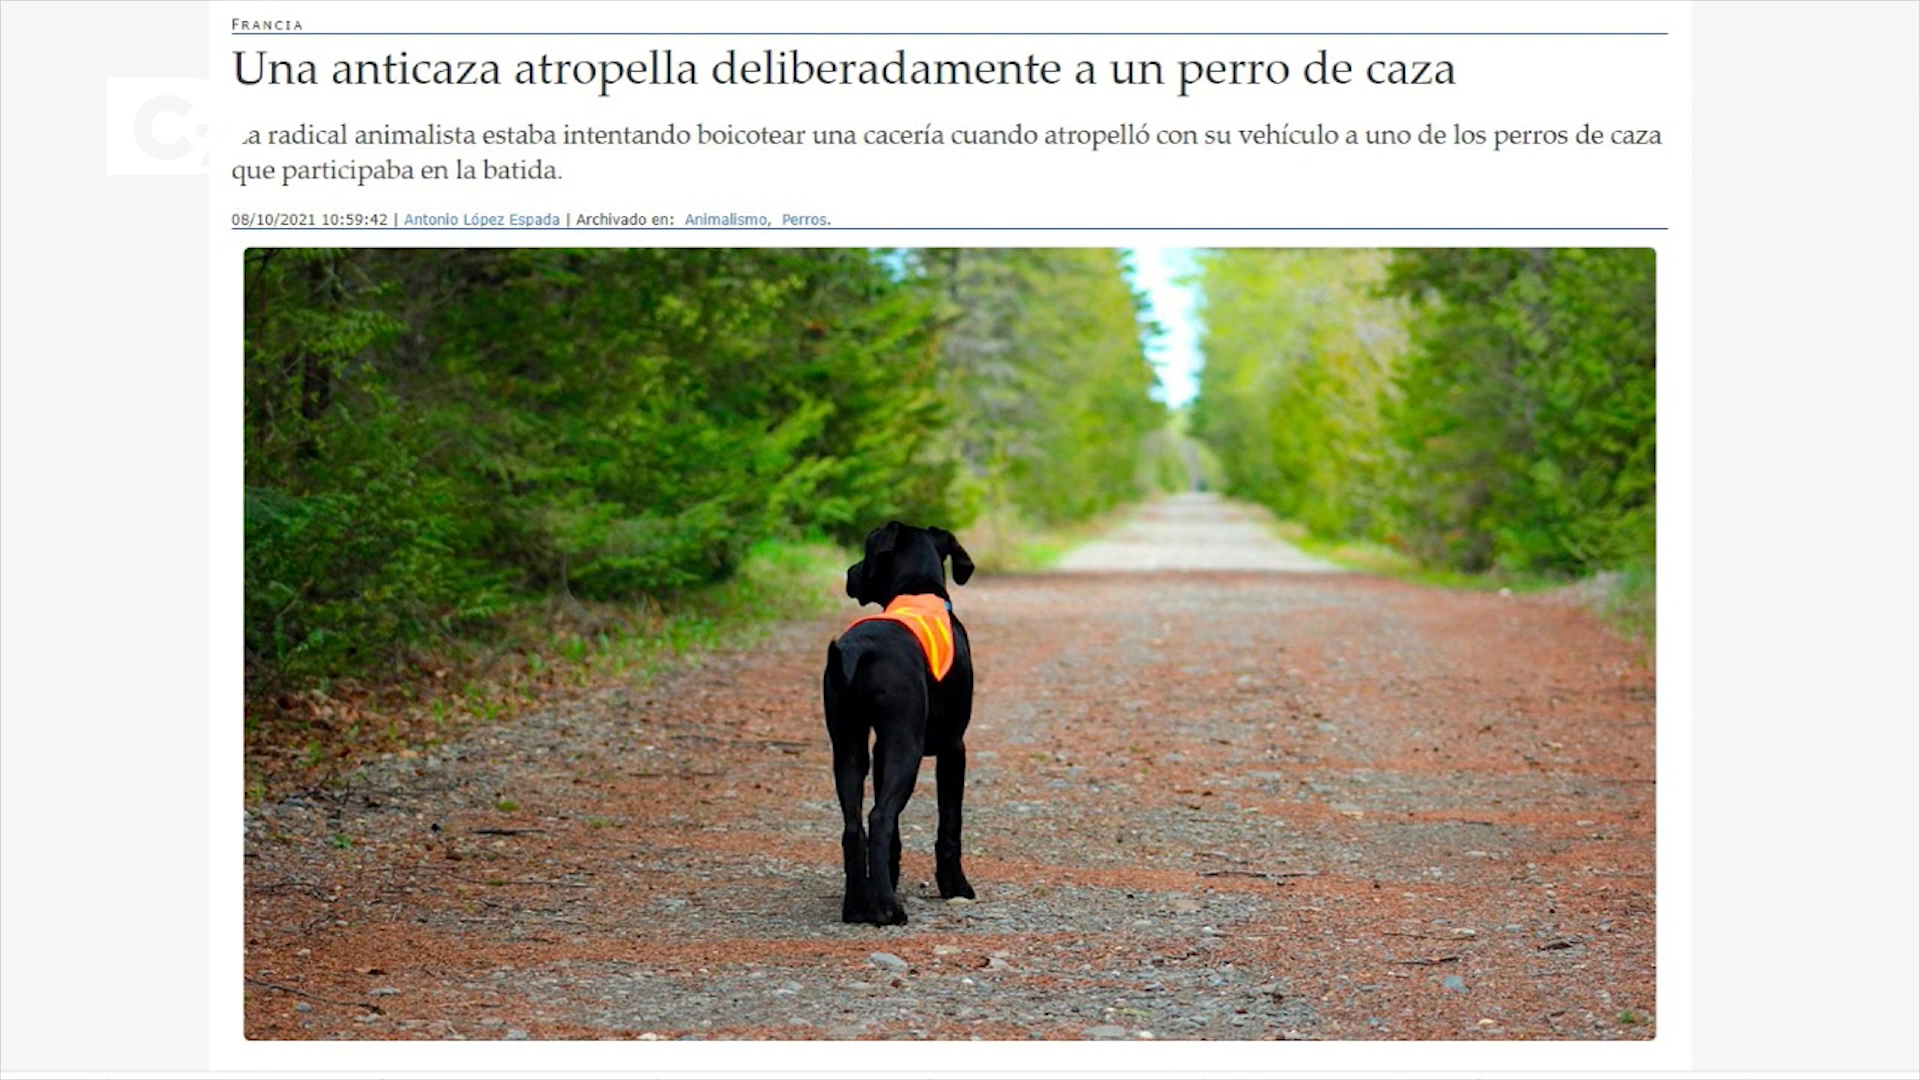 FRANCIA
Una anticaza atropella deliberadamente a un perro de caza
La radical animalista estaba intentando boicotear una cacería cuando atropelló con su vehículo a uno de los perros de caza
que participaba en la batida.
08/10/2021 10:59:42 | Antonio López Espada | Archivado en: Animalismo, Perros.